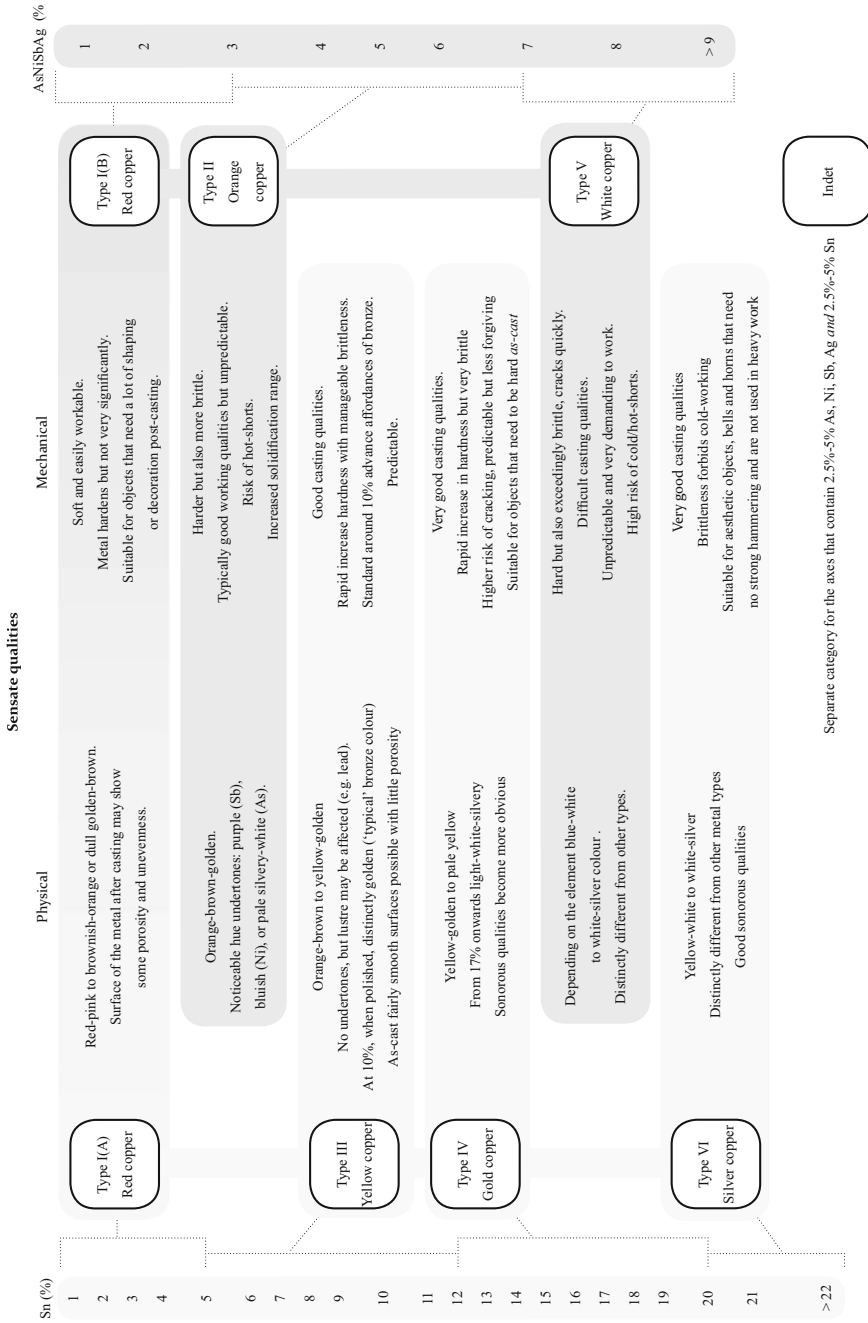 Sensate qualities
Physical
Mechanical
Sn (%)
AsNiSbAg (%
1
2
3
4
5
6
7
8
9
10
11
12
13
14
15
16
17
18
19
20
21
> 22
Type I(A)
Red copper
Red-pink to brownish-orange or dull golden-brown.
Surface of the metal after casting may show
some porosity and unevenness.
Soft and easily workable.
Metal hardens but not very significantly.
Suitable for objects that need a lot of shaping
or decoration post-casting.
Type I(B)
Red copper
Orange-brown-golden.
Noticeable hue undertones: purple (Sb),
bluish (Ni), or pale silvery-white (As).
Harder but also more brittle.
Typically good working qualities but unpredictable.
Risk of hot-shorts.
Increased solidification range.
Type II
Orange
copper
Type III
Yellow copper
Orange-brown to yellow-golden
No undertones, but lustre may be affected (e.g. lead).
At 10%, when polished, distinctly golden (‘typical’ bronze colour)
As-cast fairly smooth surfaces possible with little porosity
Good casting qualities.
Rapid increase hardness with manageable brittleness.
Standard around 10% advance affordances of bronze.
Predictable.
Type IV
Gold copper
Yellow-golden to pale yellow
From 17% onwards light-white-silvery
Sonorous qualities become more obvious
Very good casting qualities.
Rapid increase in hardness but very brittle
Higher risk of cracking, predictable but less forgiving
Suitable for objects that need to be hard as-cast
Depending on the element blue-white
to white-silver colour .
Distinctly different from other types.
Hard but also exceedingly brittle, cracks quickly.
Difficult casting qualities.
Unpredictable and very demanding to work.
High risk of cold/hot-shorts.
Type V
White copper
Type VI
Silver copper
Yellow-white to white-silver
Distinctly different from other metal types
Good sonorous qualities
Very good casting qualities
Brittleness forbids cold-working
Suitable for aesthetic objects, bells and horns that need
no strong hammering and are not used in heavy work
Separate category for the axes that contain 2.5%-5% As, Ni, Sb, Ag and 2.5%-5% Sn
Indet
1
2
3
4
5
6
7
8
> 9